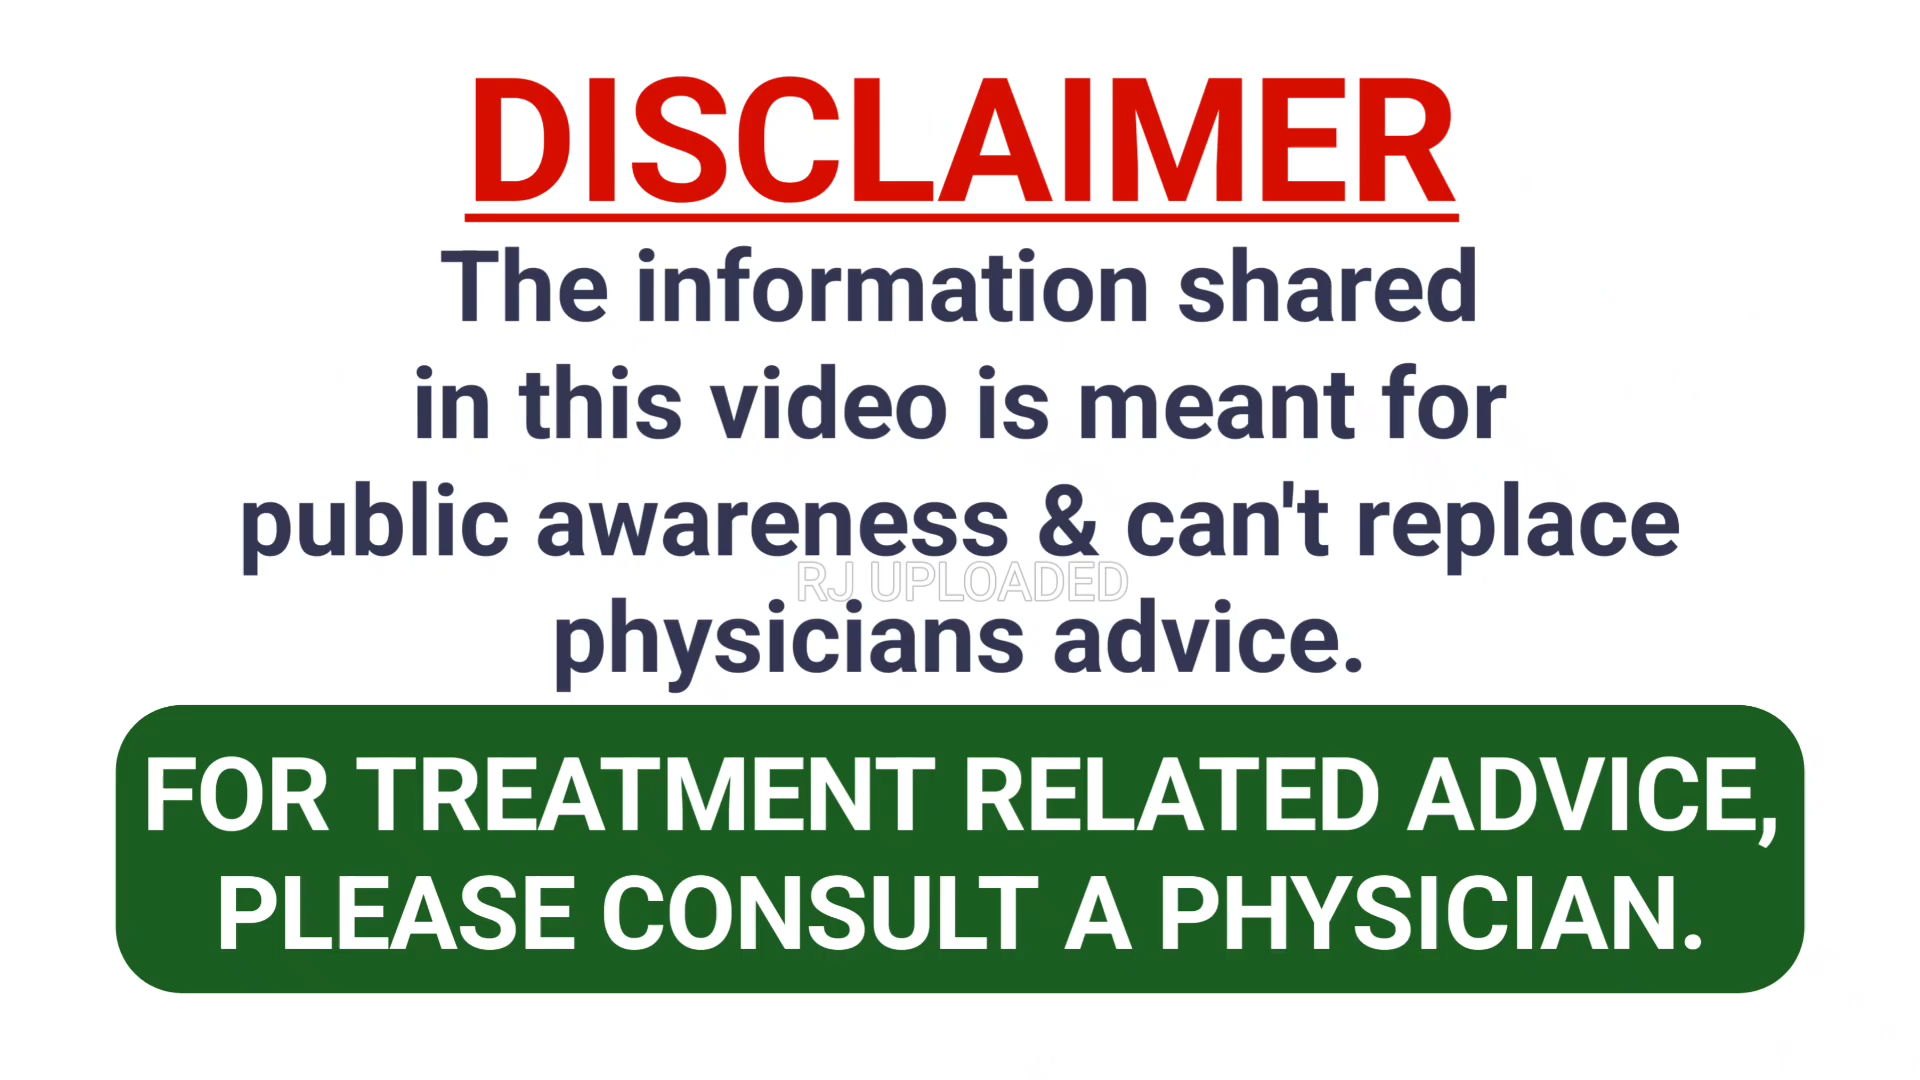 DISCLAIMER
The information shared
in this video is meant for
public awareness & can't replace
RJ UPLOADED
physicians advice.
FOR TREATMENT RELATED ADVICE,
PLEASE CONSULT A PHYSICIAN.